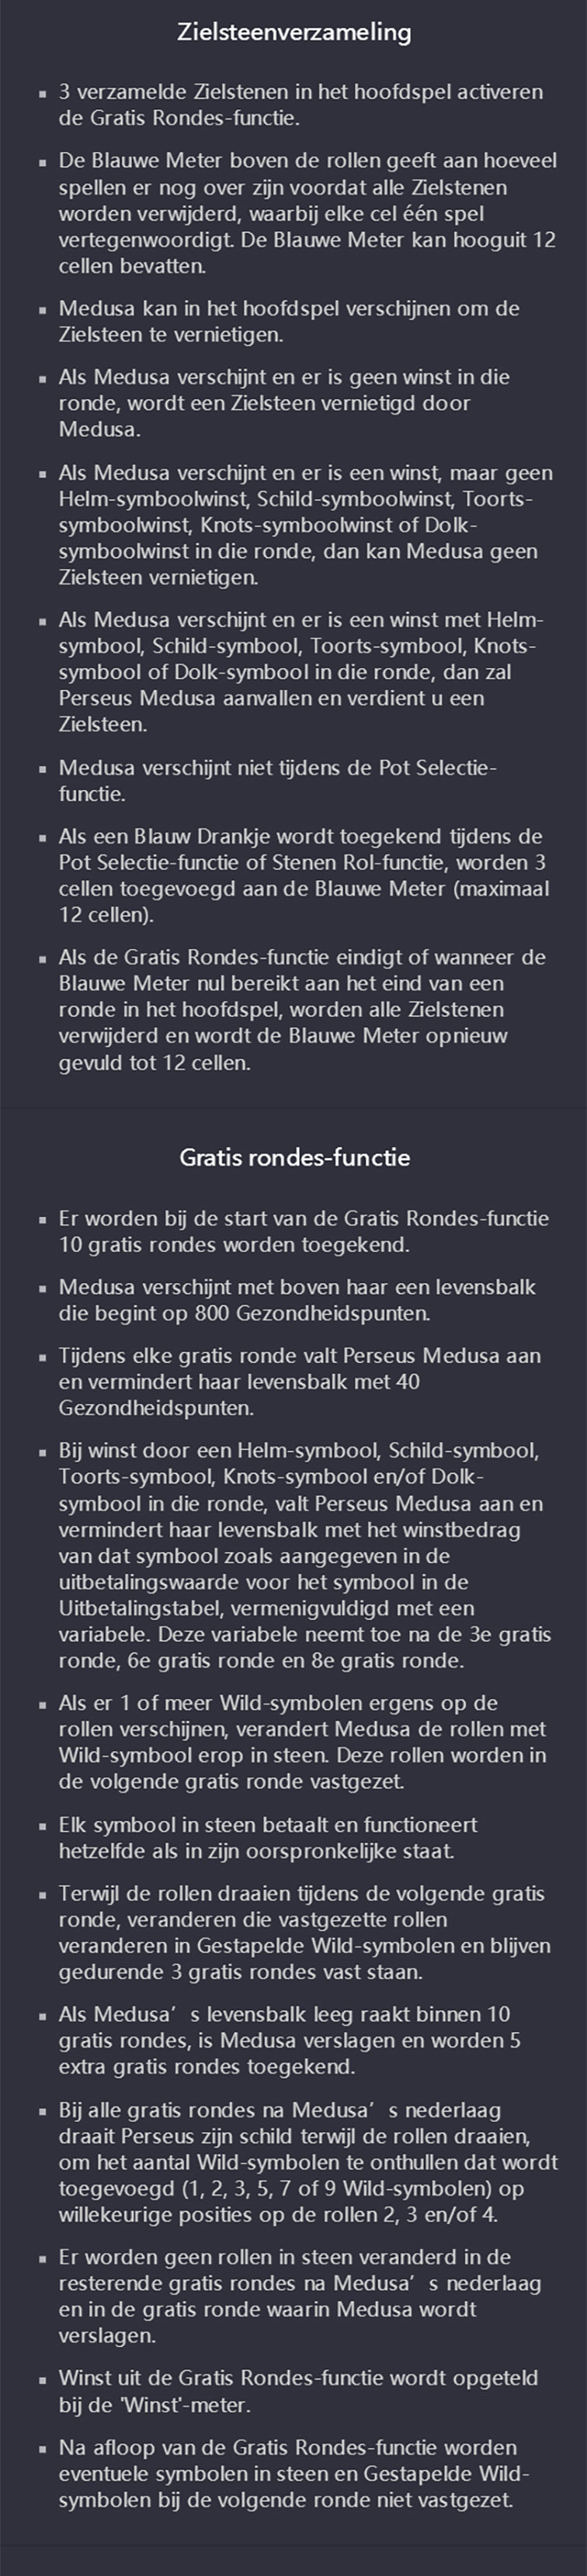 Zielsteenverzameling
▪ 3 verzamelde Zielstenen in het hoofdspel activeren
de Gratis Rondes-functie.
▪ De Blauwe Meter boven de rollen geeft aan hoeveel
spellen er nog over zijn voordat alle Zielstenen
worden verwijderd, waarbij elke cel één spel
vertegenwoordigt. De Blauwe Meter kan hooguit 12
cellen bevatten.
▪ Medusa kan in het hoofdspel verschijnen om de
Zielsteen te vernietigen.
▪ Als Medusa verschijnt en er is geen winst in die
ronde, wordt een Zielsteen vernietigd door
Medusa.
▪ Als Medusa verschijnt en er is een winst, maar geen
Helm-symboolwinst, Schild-symboolwinst, Toorts-
symboolwinst, Knots-symboolwinst of Dolk-
symboolwinst in die ronde, dan kan Medusa geen
Zielsteen vernietigen.
▪ Als Medusa verschijnt en er is een winst met Helm-
symbool, Schild-symbool, Toorts-symbool, Knots-
symbool of Dolk-symbool in die ronde, dan zal
Perseus Medusa aanvallen en verdient u een
Zielsteen.
▪ Medusa verschijnt niet tijdens de Pot Selectie-
functie.
▪ Als een Blauw Drankje wordt toegekend tijdens de
Pot Selectie-functie of Stenen Rol-functie, worden 3
cellen toegevoegd aan de Blauwe Meter (maximaal
12 cellen).
▪ Als de Gratis Rondes-functie eindigt of wanneer de
Blauwe Meter nul bereikt aan het eind van een
ronde in het hoofdspel, worden alle Zielstenen
verwijderd en wordt de Blauwe Meter opnieuw
gevuld tot 12 cellen.
Gratis rondes-functie
▪ Er worden bij de start van de Gratis Rondes-functie
10 gratis rondes worden toegekend.
▪ Medusa verschijnt met boven haar een levensbalk
die begint op 800 Gezondheidspunten.
▪ Tijdens elke gratis ronde valt Perseus Medusa aan
en vermindert haar levensbalk met 40
Gezondheidspunten.
▪ Bij winst door een Helm-symbool, Schild-symbool,
Toorts-symbool, Knots-symbool en/of Dolk-
symbool in die ronde, valt Perseus Medusa aan en
vermindert haar levensbalk met het winstbedrag
van dat symbool zoals aangegeven in de
uitbetalingswaarde voor het symbool in de
Uitbetalingstabel, vermenigvuldigd met een
variabele. Deze variabele neemt toe na de 3e gratis
ronde, 6e gratis ronde en 8e gratis ronde.
▪ Als er 1 of meer Wild-symbolen ergens op de
rollen verschijnen, verandert Medusa de rollen met
Wild-symbool erop in steen. Deze rollen worden in
de volgende gratis ronde vastgezet.
▪ Elk symbool in steen betaalt en functioneert
hetzelfde als in zijn oorspronkelijke staat.
▪ Terwijl de rollen draaien tijdens de volgende gratis
ronde, veranderen die vastgezette rollen
veranderen in Gestapelde Wild-symbolen en blijven
gedurende 3 gratis rondes vast staan.
▪ Als Medusa’s levensbalk leeg raakt binnen 10
gratis rondes, is Medusa verslagen en worden 5
extra gratis rondes toegekend.
▪ Bij alle gratis rondes na Medusa’s nederlaag
draait Perseus zijn schild terwijl de rollen draaien,
om het aantal Wild-symbolen te onthullen dat wordt
toegevoegd (1, 2, 3, 5, 7 of 9 Wild-symbolen) op
willekeurige posities op de rollen 2, 3 en/of 4.
▪ Er worden geen rollen in steen veranderd in de
resterende gratis rondes na Medusa’s nederlaag
en in de gratis ronde waarin Medusa wordt
verslagen.
▪ Winst uit de Gratis Rondes-functie wordt opgeteld
bij de 'Winst'-meter.
▪ Na afloop van de Gratis Rondes-functie worden
eventuele symbolen in steen en Gestapelde Wild-
symbolen bij de volgende ronde niet vastgezet.